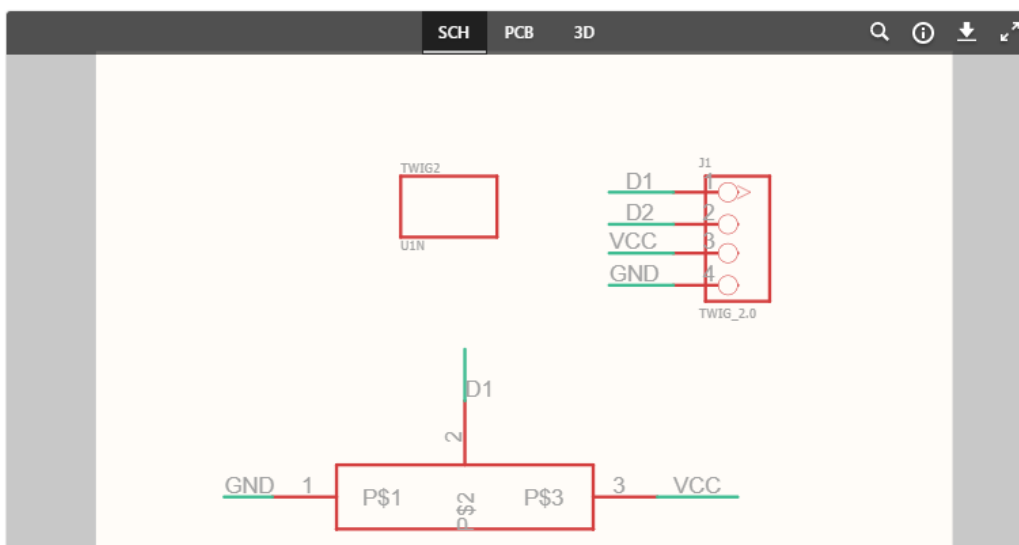 SCH PCB 3D
TWIG2
U1N
J1
D1 1
D2 2
VCC 3
GND 4
TWIG_2.0
D1
2
GND 1 P$1 P$2 P$3 3 VCC